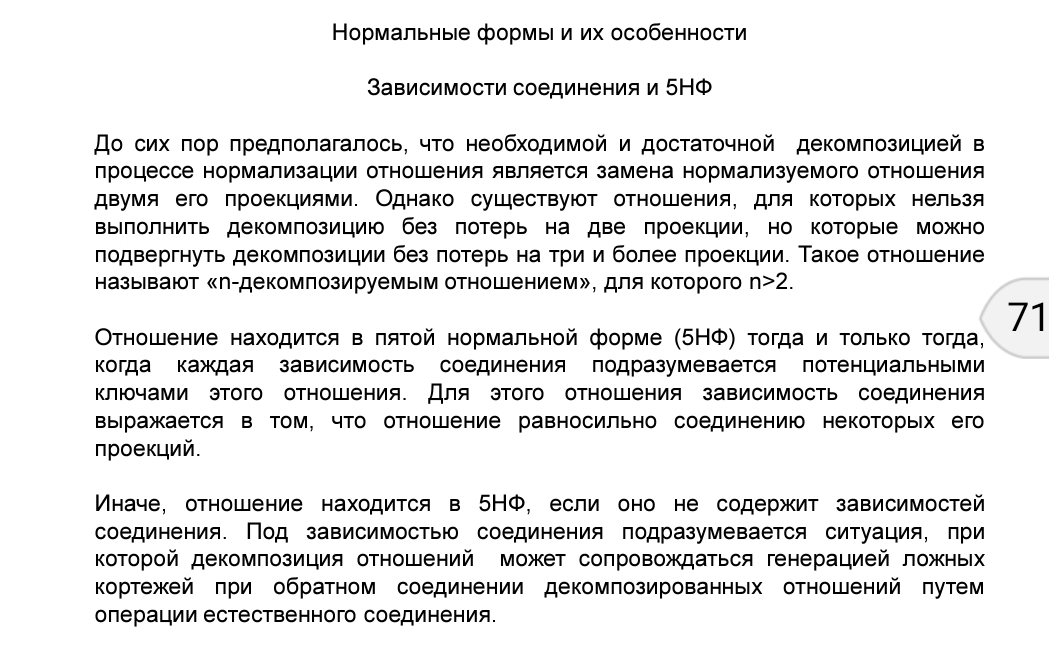 Нормальные формы и их особенности
Зависимости соединения и 5НФ
До сих пор предполагалось, что необходимой и достаточной декомпозицией в
процессе нормализации отношения является замена нормализуемого отношения
двумя его проекциями. Однако существуют отношения, для которых нельзя
выполнить декомпозицию без потерь на две проекции, но которые можно
подвергнуть декомпозиции без потерь на три и более проекции. Такое отношение
называют «n-декомпозируемым отношением», для которого n>2.
71
Отношение находится в пятой нормальной форме (5НФ) тогда и только тогда,
когда каждая зависимость соединения подразумевается потенциальными
ключами этого отношения. Для этого отношения зависимость соединения
выражается в том, что отношение равносильно соединению некоторых его
проекций.
Иначе, отношение находится в 5НФ, если оно не содержит зависимостей
соединения. Под зависимостью соединения подразумевается ситуация, при
которой декомпозиция отношений может сопровождаться генерацией ложных
кортежей при обратном соединении декомпозированных отношений путем
операции естественного соединения.